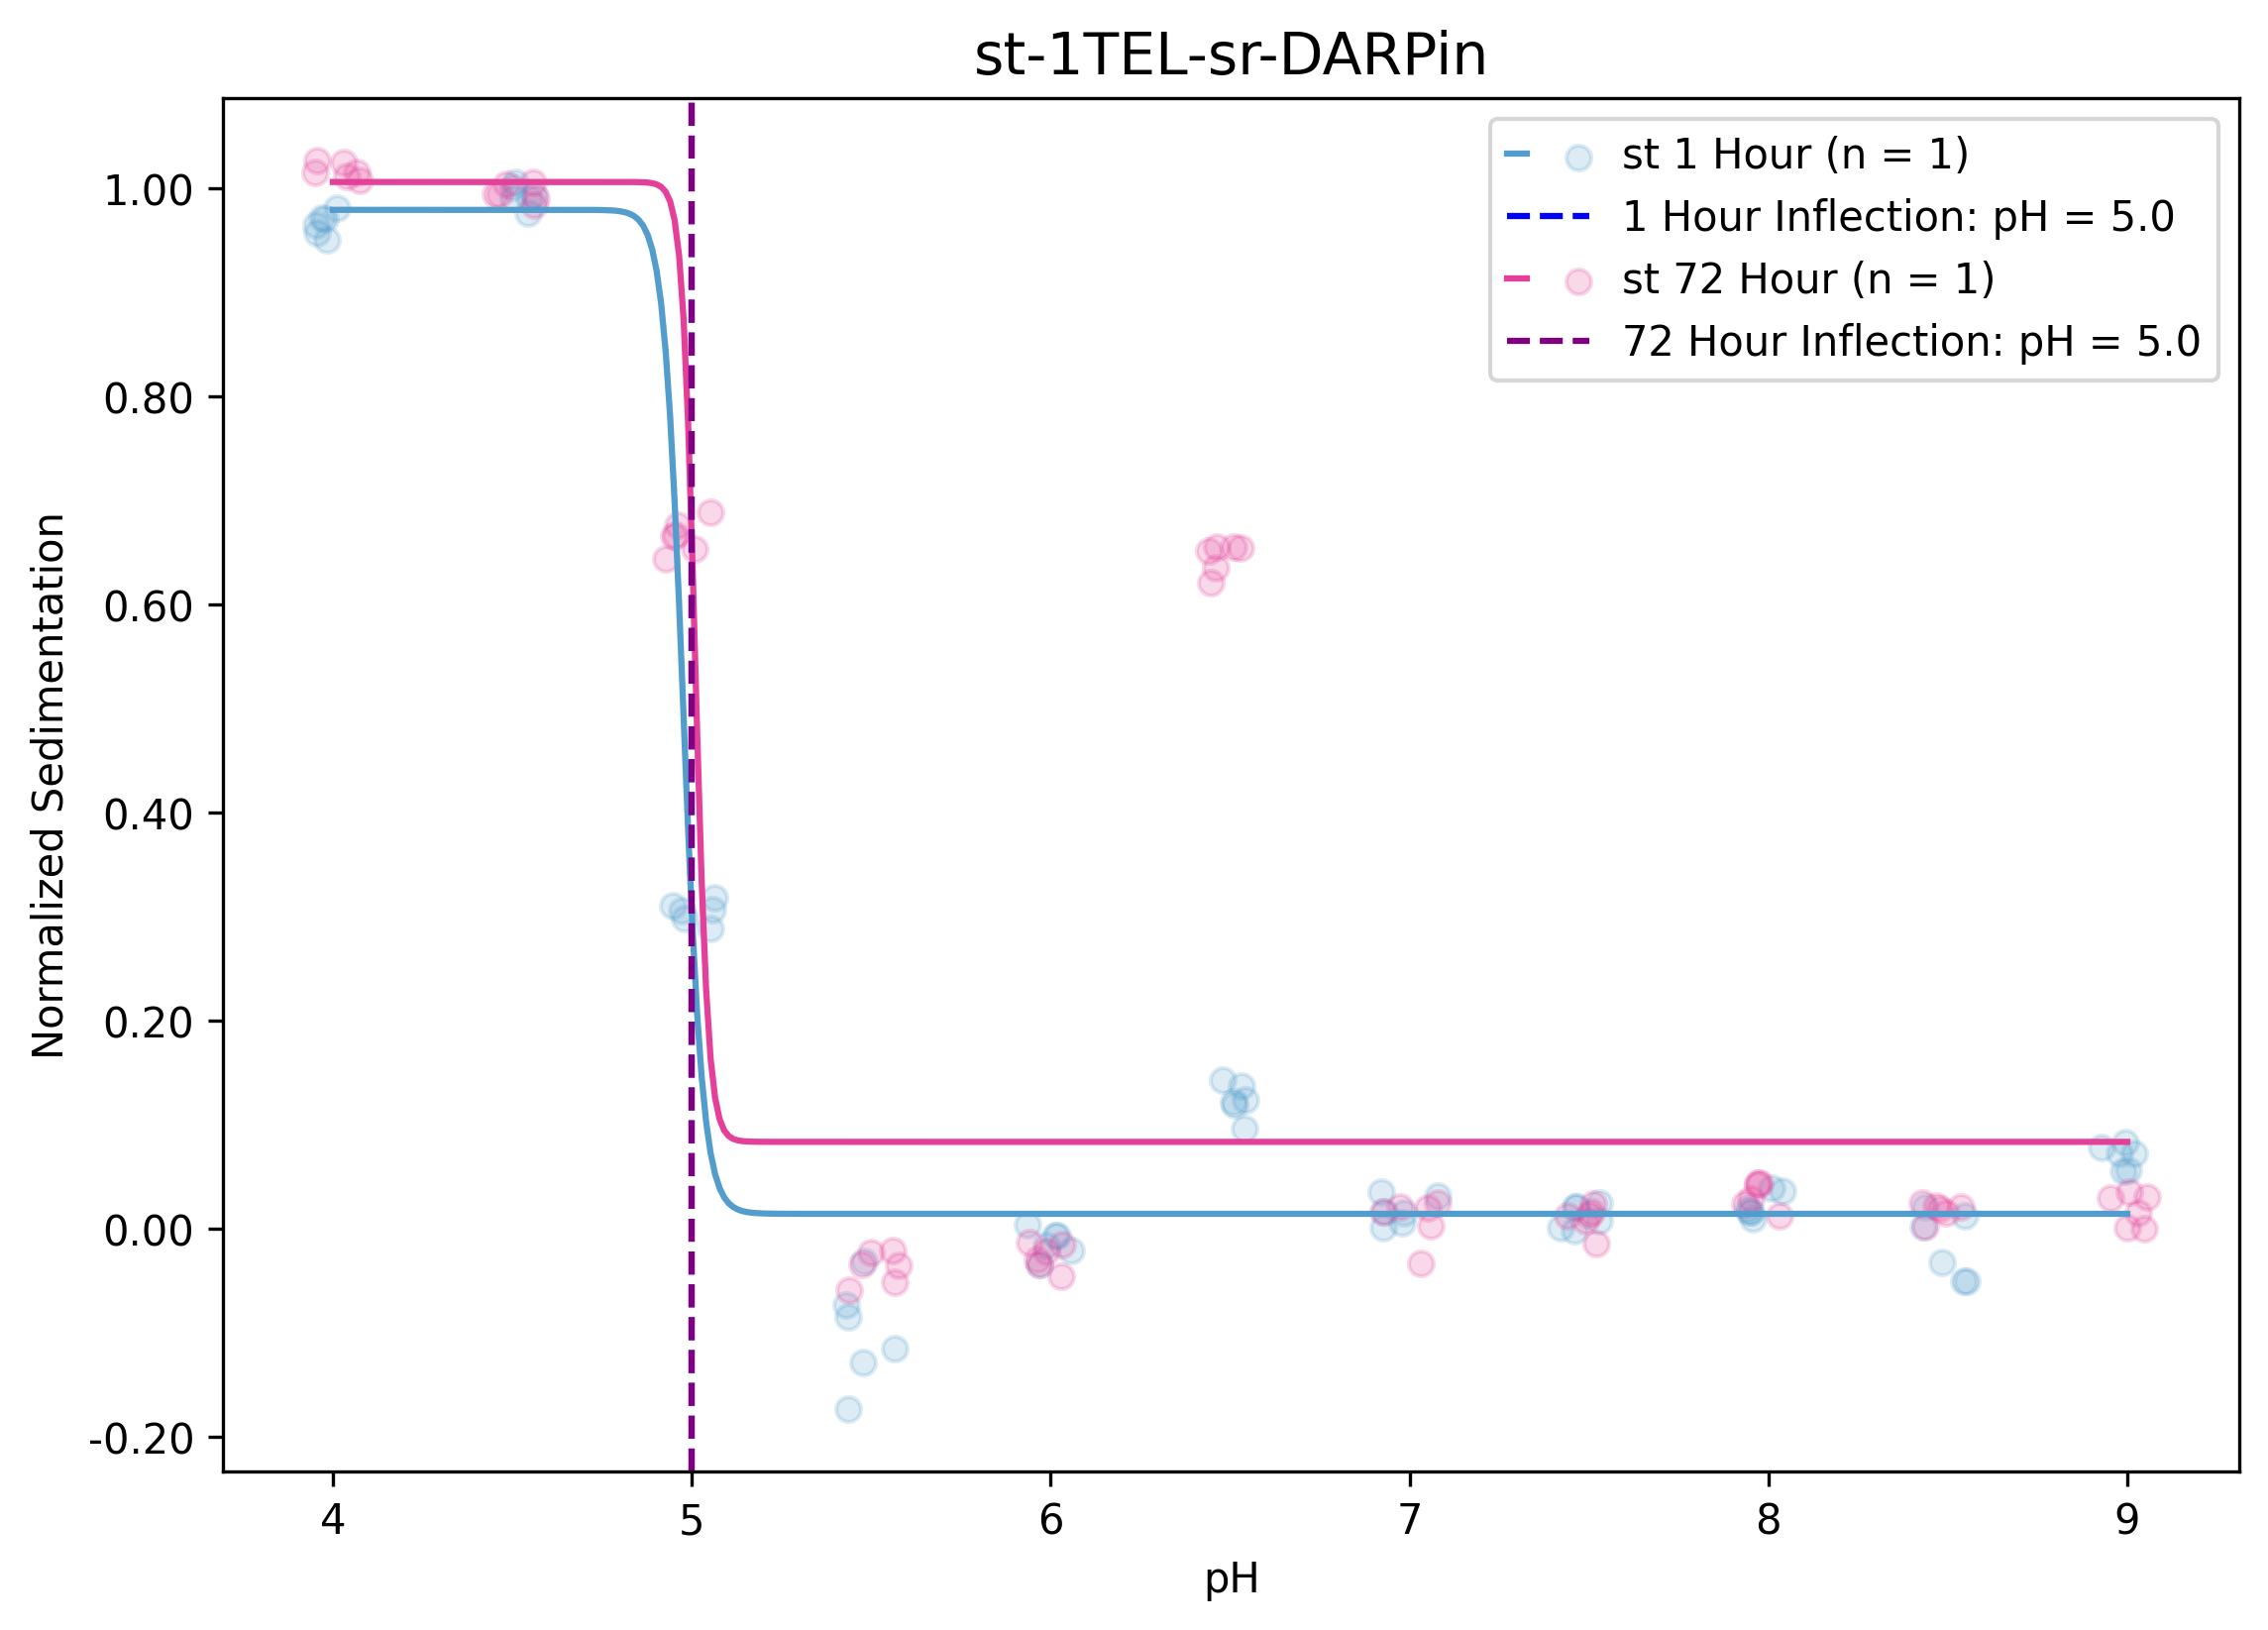 st-1TEL-sr-DARPin
st 1 Hour (n = 1)
1 Hour Inflection: pH = 5.0
st 72 Hour (n = 1)
72 Hour Inflection: pH = 5.0
Normalized Sedimentation
1.00
0.80
0.60
0.40
0.20
0.00
-0.20
4 5 6 7 8 9
pH